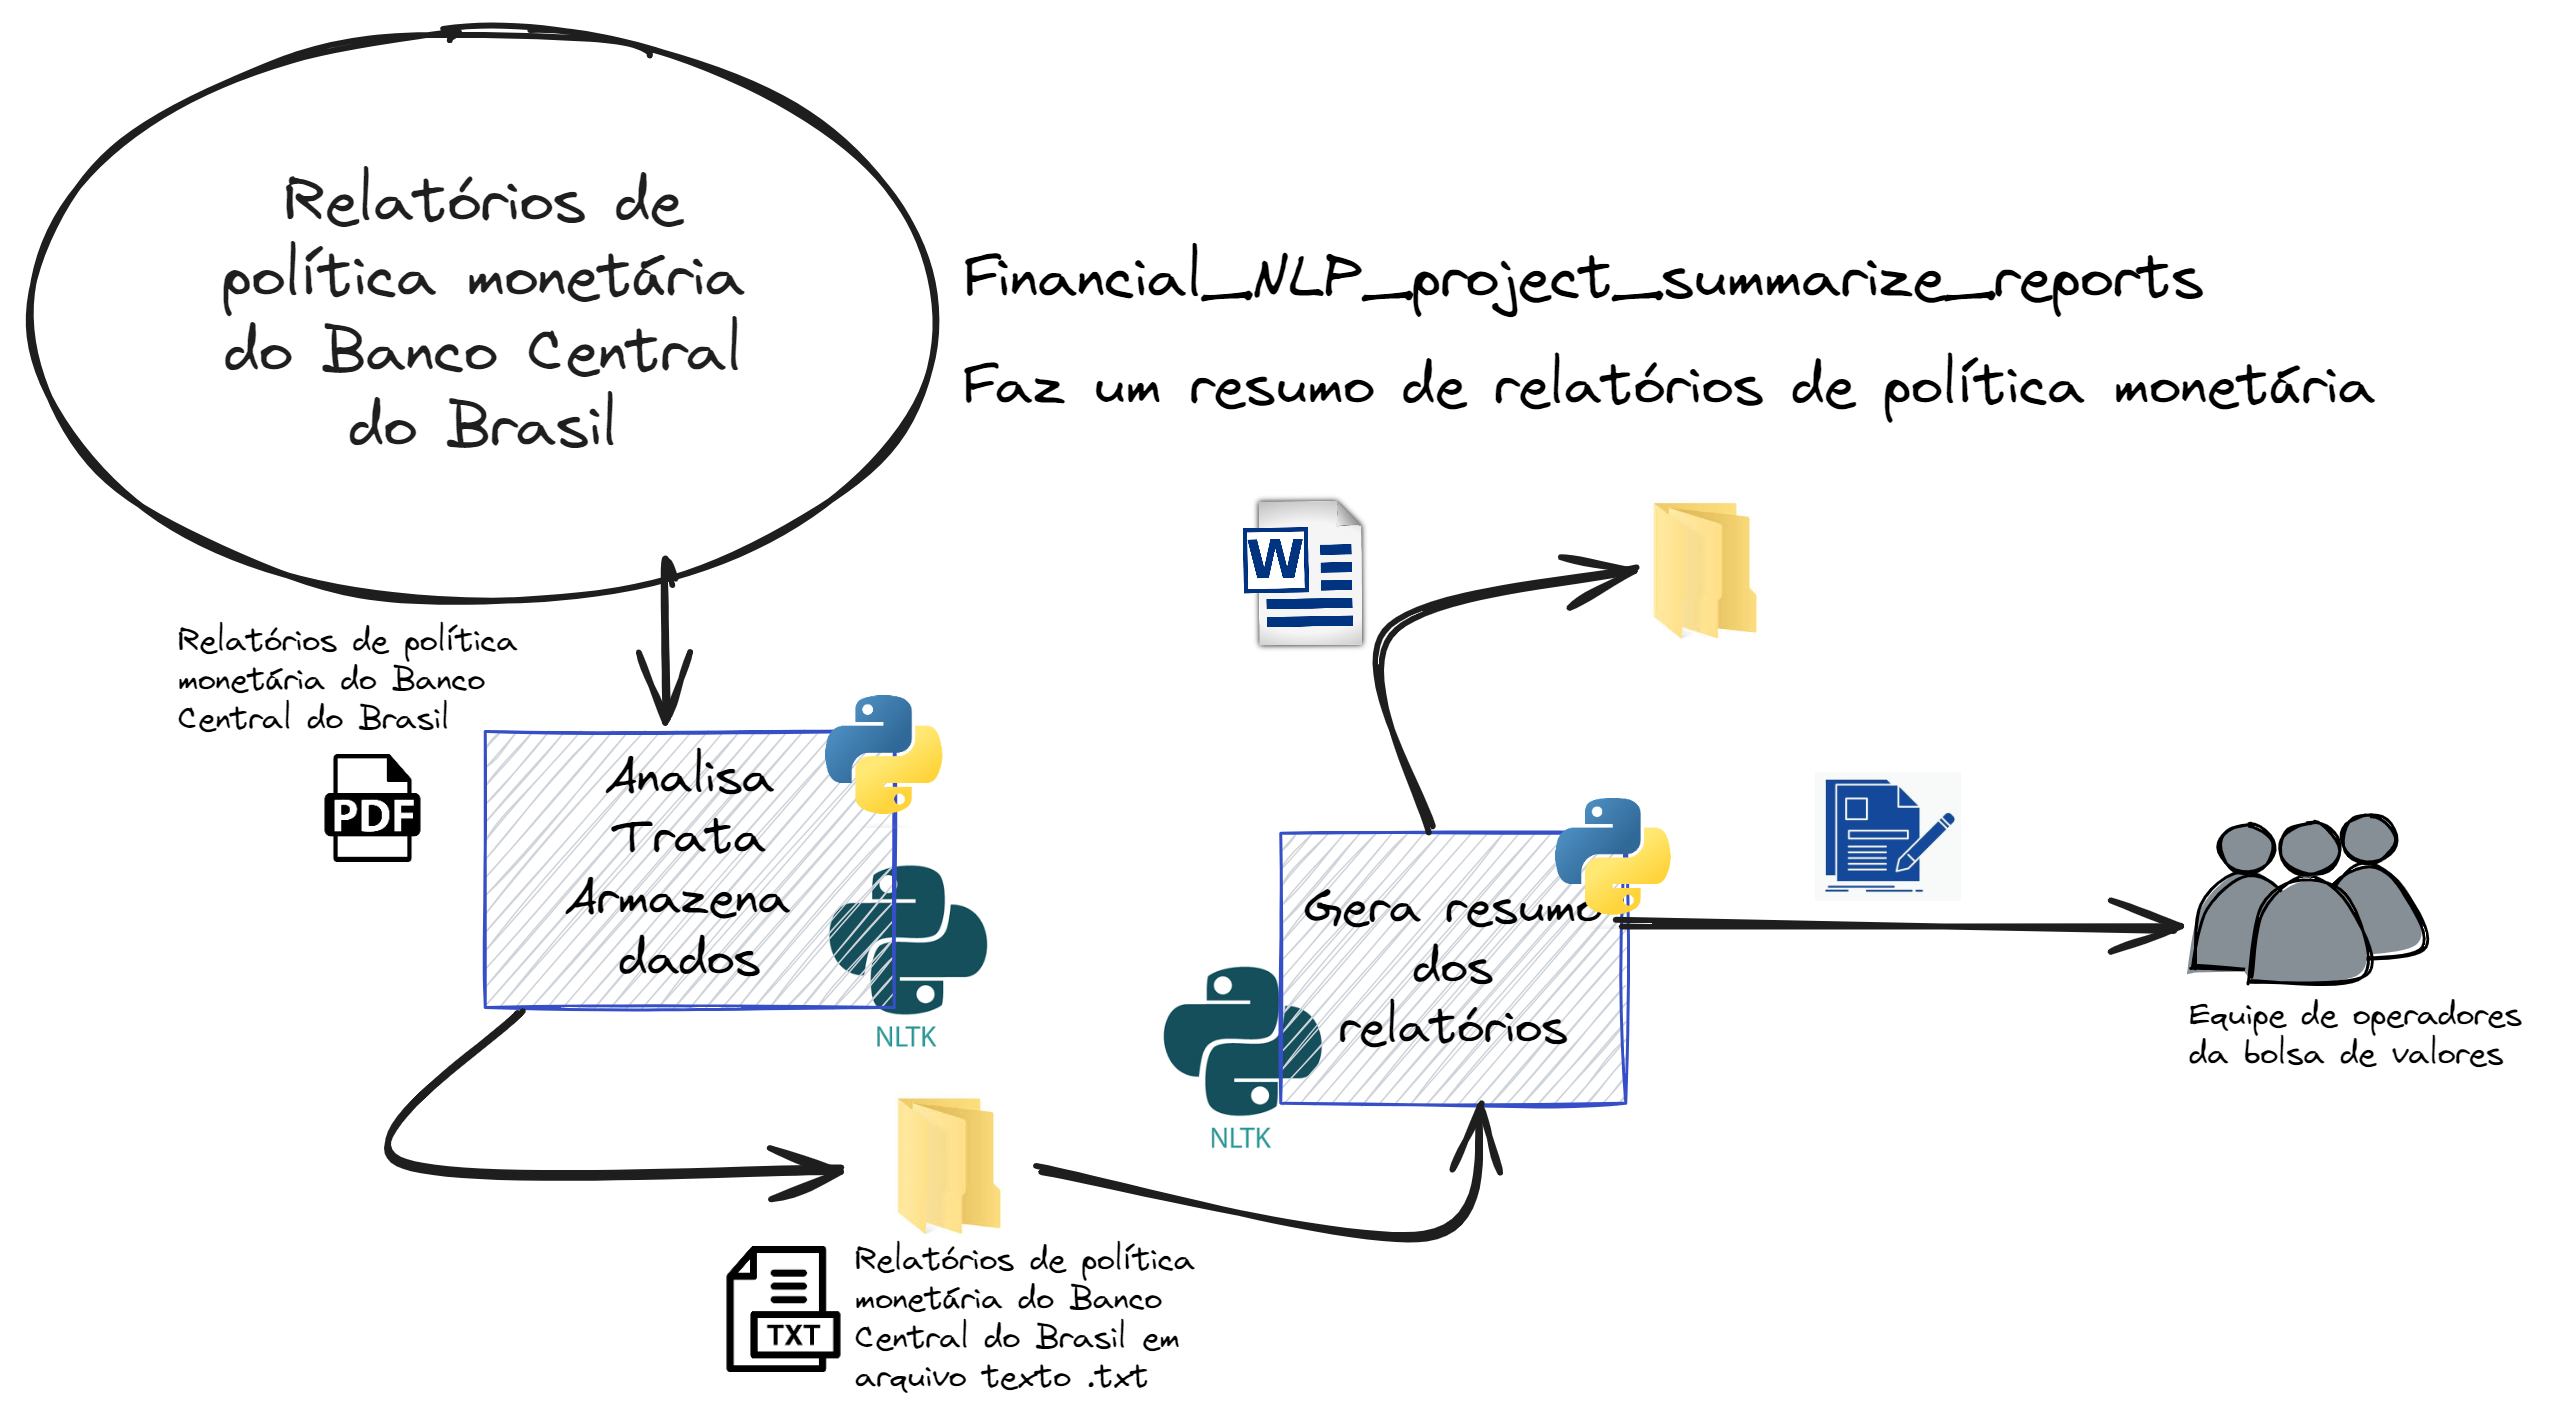 Relatórios de
política monetária
do Banco Central
do Brasil
Financial_NLP_project_summarize_reports
Faz um resumo de relatórios de política monetária
Relatórios de política
monetária do Banco
Central do Brasil
PDF
Analisa
Trata
Armazena
dados
NLTK
W
Gera resumo
dos
relatórios
NLTK
Equipe de operadores
da bolsa de valores
TXT
Relatórios de política
monetária do Banco
Central do Brasil em
arquivo texto .txt